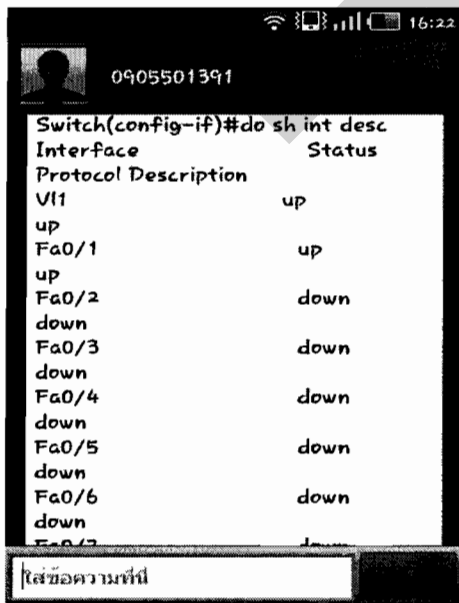 16:22
0905501391
Switch(config-if)#do sh int desc
Interface Status
Protocol Description
Vl1 up
up
Fa0/1 up
up
Fa0/2 down
down
Fa0/3 down
down
Fa0/4 down
down
Fa0/5 down
down
Fa0/6 down
down
ใส่ข้อความที่นี่